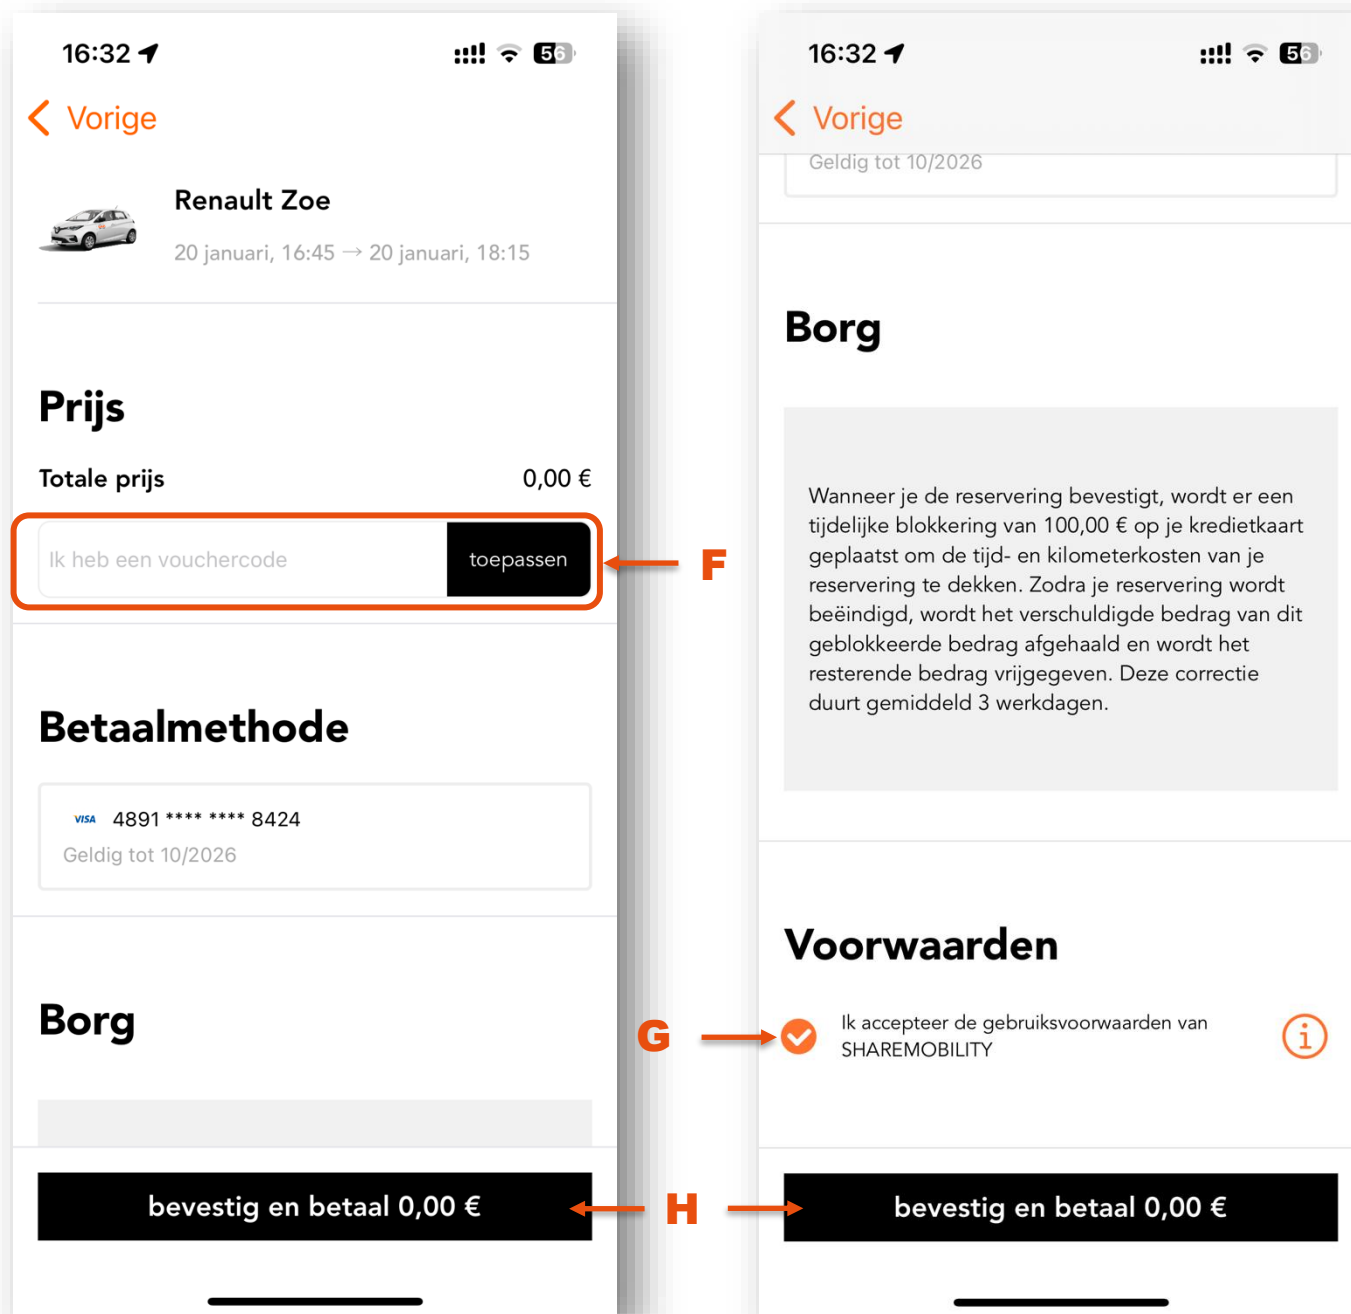 16:32
56
Vorige
Renault Zoe
20 januari, 16:45 → 20 januari, 18:15
Prijs
Totale prijs 0,00 €
Ik heb een vouchercode toepassen
F
Betaalmethode
VISA 4891 **** **** 8424
Geldig tot 10/2026
Borg
bevestig en betaal 0,00 €
H
16:32
56
Vorige
Geldig tot 10/2026
Borg
Wanneer je de reservering bevestigt, wordt er een
tijdelijke blokkering van 100,00 € op je kredietkaart
geplaatst om de tijd- en kilometerkosten van je
reservering te dekken. Zodra je reservering wordt
beëindigd, wordt het verschuldigde bedrag van dit
geblokkeerde bedrag afgehaald en wordt het
resterende bedrag vrijgegeven. Deze correctie
duurt gemiddeld 3 werkdagen.
Voorwaarden
G
Ik accepteer de gebruiksvoorwaarden van
SHAREMOBILITY
i
bevestig en betaal 0,00 €